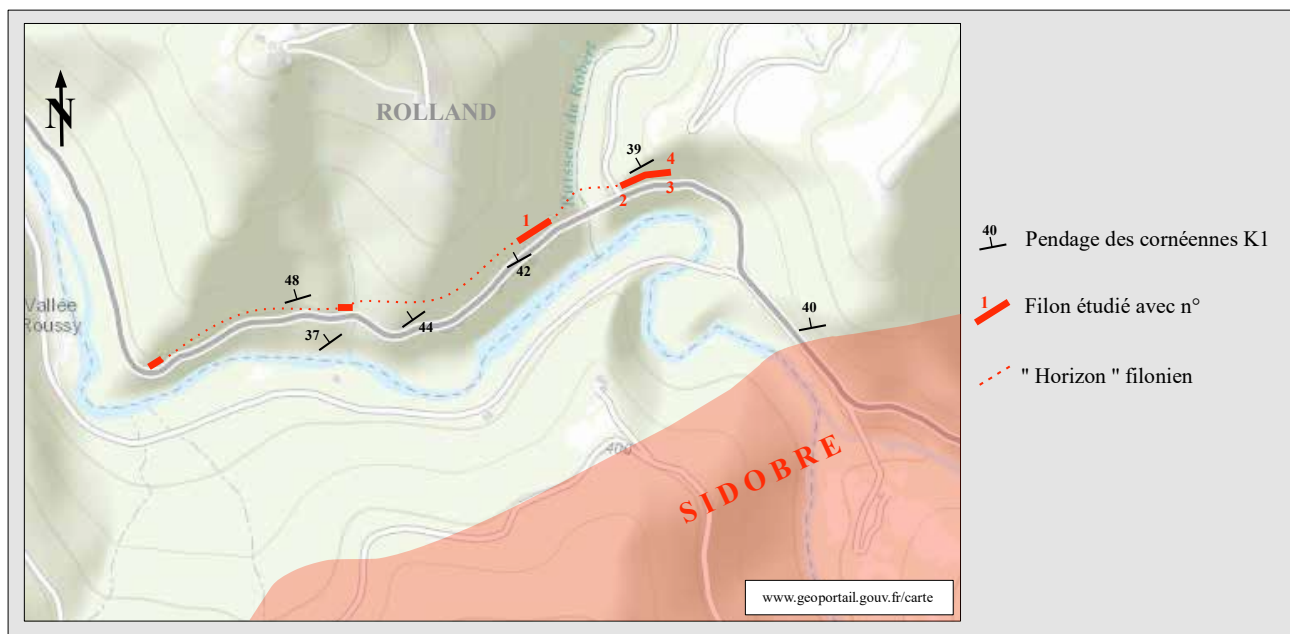 N
ROLLAND
Ruisseau du Robert
39
4
2
3
1
42
48
Vallée
Roussy
37
44
40
400
SIDOBRE
www.geoportail.gouv.fr/carte
40
Pendage des cornéennes K1
1
Filon étudié avec n°
" Horizon " filonien